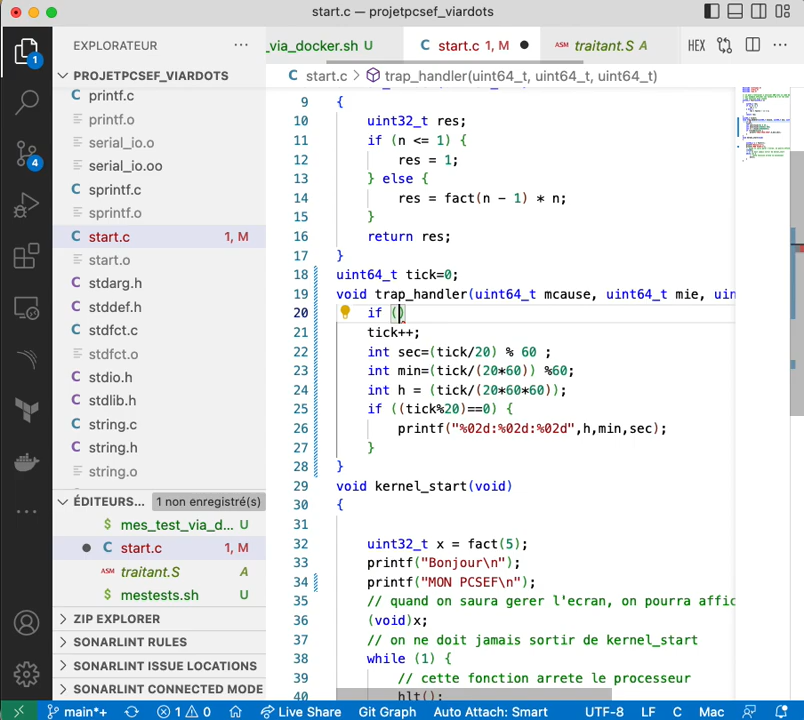 start.c — projetpcsef_viardots
EXPLORATEUR ···
_via_docker.sh U
C start.c 1, M
ASM traitant.S A
HEX
···
PROJETPCSEF_VIARDOTS
C start.c > trap_handler(uint64_t, uint64_t, uint64_t)
C printf.c
printf.o
serial_io.o
serial_io.oo
C sprintf.c
sprintf.o
C start.c 1, M
start.o
C stdarg.h
C stddef.h
C stdfct.c
stdfct.o
C stdio.h
C stdlib.h
C string.c
C string.h
string.o
ÉDITEURS... 1 non enregistré(s)
$ mes_test_via_d... U
C start.c 1, M
ASM traitant.S A
$ mestests.sh U
ZIP EXPLORER
SONARLINT RULES
SONARLINT ISSUE LOCATIONS
SONARLINT CONNECTED MODE
1
4
9 {
10 uint32_t res;
11 if (n <= 1) {
12 res = 1;
13 } else {
14 res = fact(n - 1) * n;
15 }
16 return res;
17 }
18 uint64_t tick=0;
19 void trap_handler(uint64_t mcause, uint64_t mie, uin
20 if ()
21 tick++;
22 int sec=(tick/20) % 60 ;
23 int min=(tick/(20*60)) %60;
24 int h = (tick/(20*60*60));
25 if ((tick%20)==0) {
26 printf("%02d:%02d:%02d",h,min,sec);
27 }
28 }
29 void kernel_start(void)
30 {
31
32 uint32_t x = fact(5);
33 printf("Bonjour\n");
34 printf("MON PCSEF\n");
35 // quand on saura gerer l'ecran, on pourra affic
36 (void)x;
37 // on ne doit jamais sortir de kernel_start
38 while (1) {
39 // cette fonction arrete le processeur
40 hlt();
main*+ 1 0 Live Share Git Graph Auto Attach: Smart UTF-8 LF C Mac